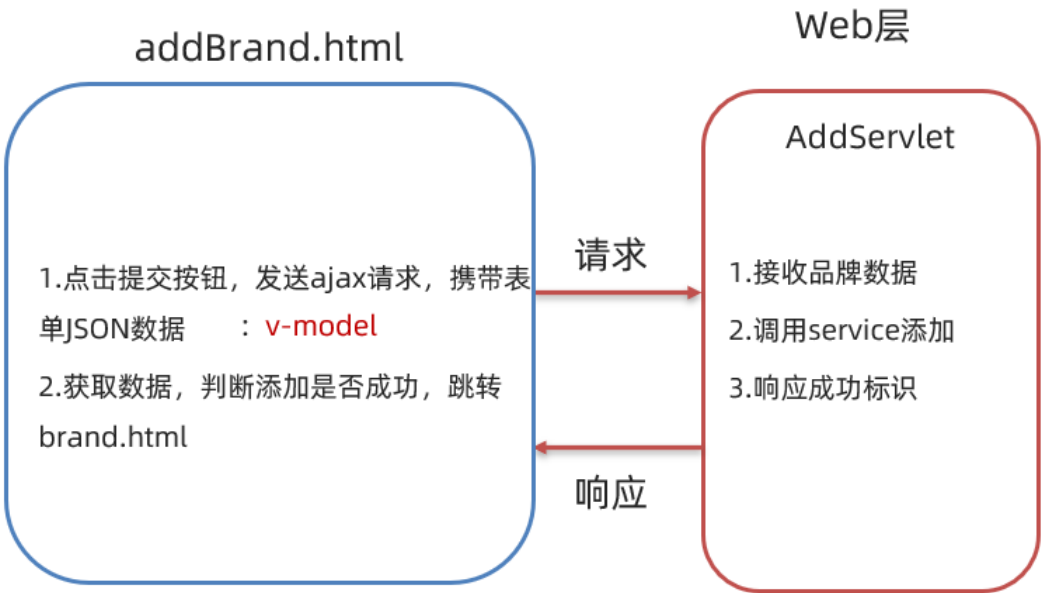 addBrand.html
Web层
AddServlet
1.点击提交按钮，发送ajax请求，携带表
单JSON数据 ：v-model
2.获取数据，判断添加是否成功，跳转
brand.html
请求
响应
1.接收品牌数据
2.调用service添加
3.响应成功标识